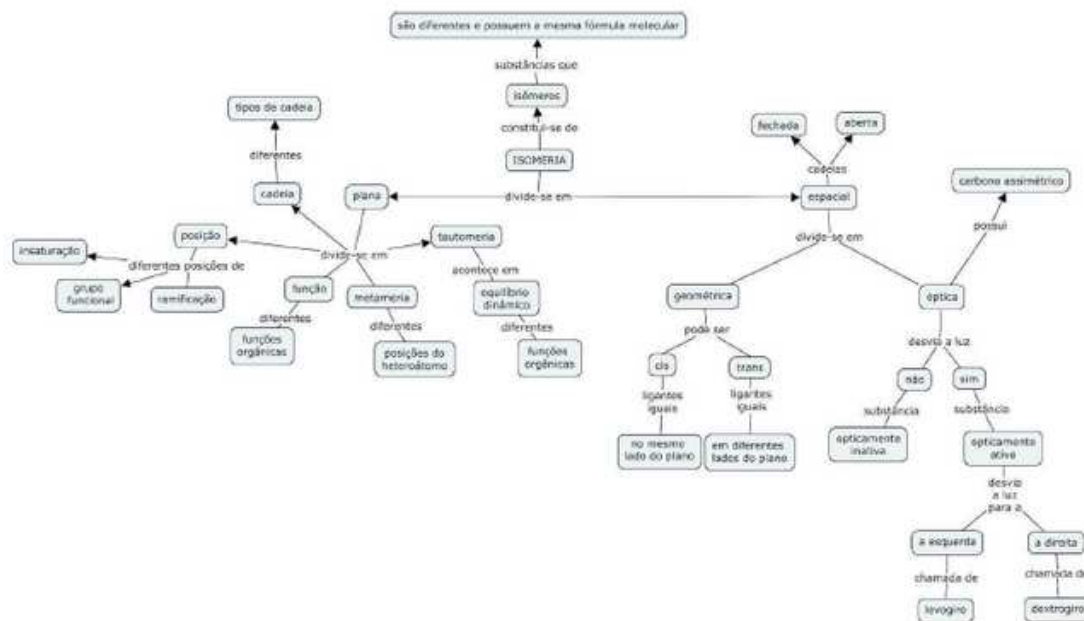 são diferentes e possuem a mesma fórmula molecular
substâncias que
isômeros
constitui-se de
ISOMERIA
divide-se em
tipos de cadeia
diferentes
cadeia
plana
posição
insaturação
diferentes posições de
grupo
funcional
ramificação
divide-se em
tautomeria
acontece em
equilíbrio
dinâmico
diferentes
funções
orgânicas
função
diferentes
funções
orgânicas
metameria
diferentes
posições do
heteroátomo
fechada
aberta
cadeias
espacial
divide-se em
carbono assimétrico
possui
geométrica
pode ser
cis
ligantes
iguais
no mesmo
lado do plano
trans
ligantes
iguais
em diferentes
lados do plano
óptica
desvia a luz
não
substância
opticamente
inativa
sim
substância
opticamente
ativo
desvia
a luz
para a
a esquerda
chamada de
levogiro
a direita
chamada de
dextrogiro